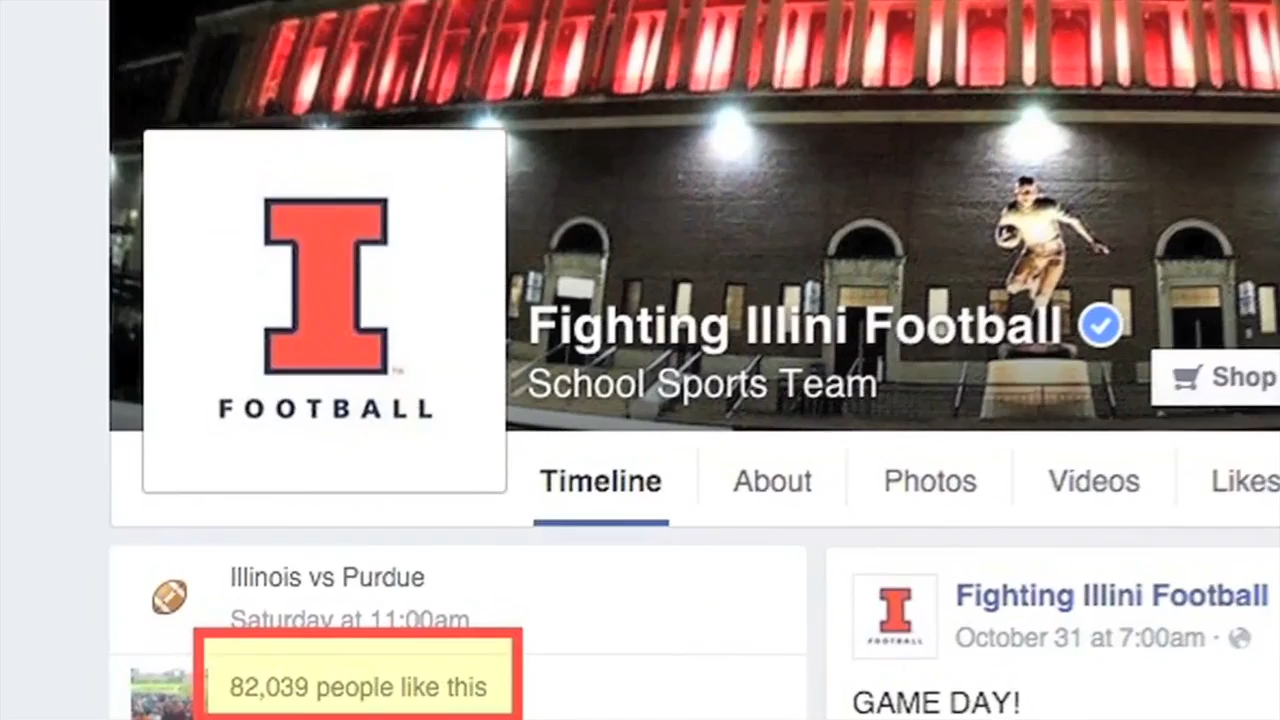 I
FOOTBALL
Fighting Illini Football
School Sports Team
Shop
Timeline
About
Photos
Videos
Likes
Illinois vs Purdue
Saturday at 11:00am
82,039 people like this
I
FOOTBALL
Fighting Illini Football
October 31 at 7:00am ·
GAME DAY!